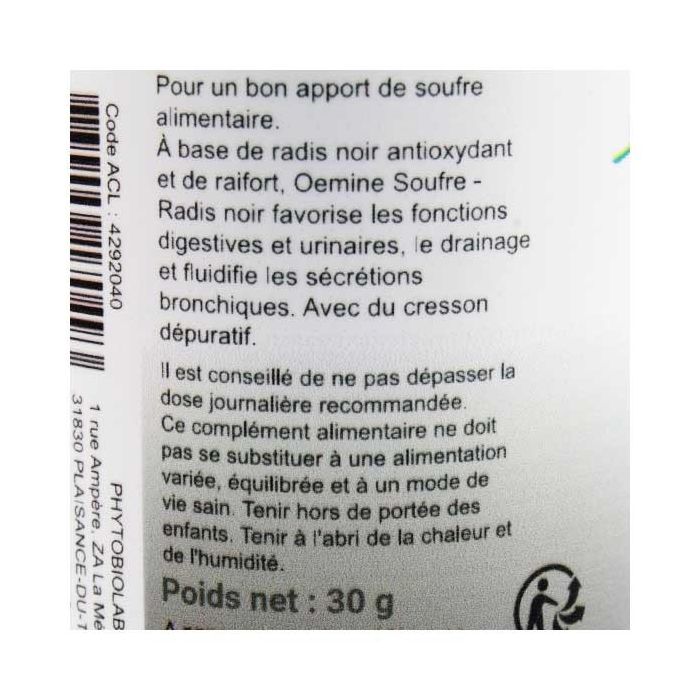 Pour un bon apport de soufre
alimentaire.
À base de radis noir antioxydant
et de raifort, Oemine Soufre -
Radis noir favorise les fonctions
digestives et urinaires, le drainage
et fluidifie les sécrétions
bronchiques. Avec du cresson
dépuratif.
Il est conseillé de ne pas dépasser la
dose journalière recommandée.
Ce complément alimentaire ne doit
pas se substituer à une alimentation
variée, équilibrée et à un mode de
vie sain. Tenir hors de portée des
enfants. Tenir à l'abri de la chaleur et
de l'humidité.
Poids net : 30 g
Code ACL : 4292040
PHYTOBIOLAB
1 rue Ampère, ZA La Mé
31830 PLAISANCE-DU-T